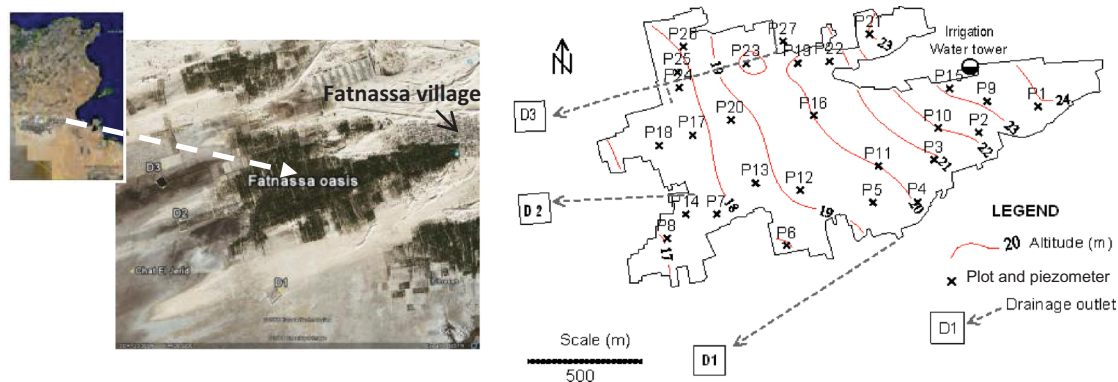 Fatnassa village
Fatnassa oasis
D3
D2
D1
Chat El Jerid
N
P28
P27
P21
23
P25
P24
19
P23
P19
P22
Irrigation
Water tower
P15
P9
P1
24
P16
P20
P17
P18
P10
P2
23
22
P3
21
P11
P13
P12
P5
P4
20
P14
P7
18
19
P8
17
P6
D3
D 2
D1
LEGEND
20 Altitude (m)
Plot and piezometer
D1 Drainage outlet
Scale (m)
500